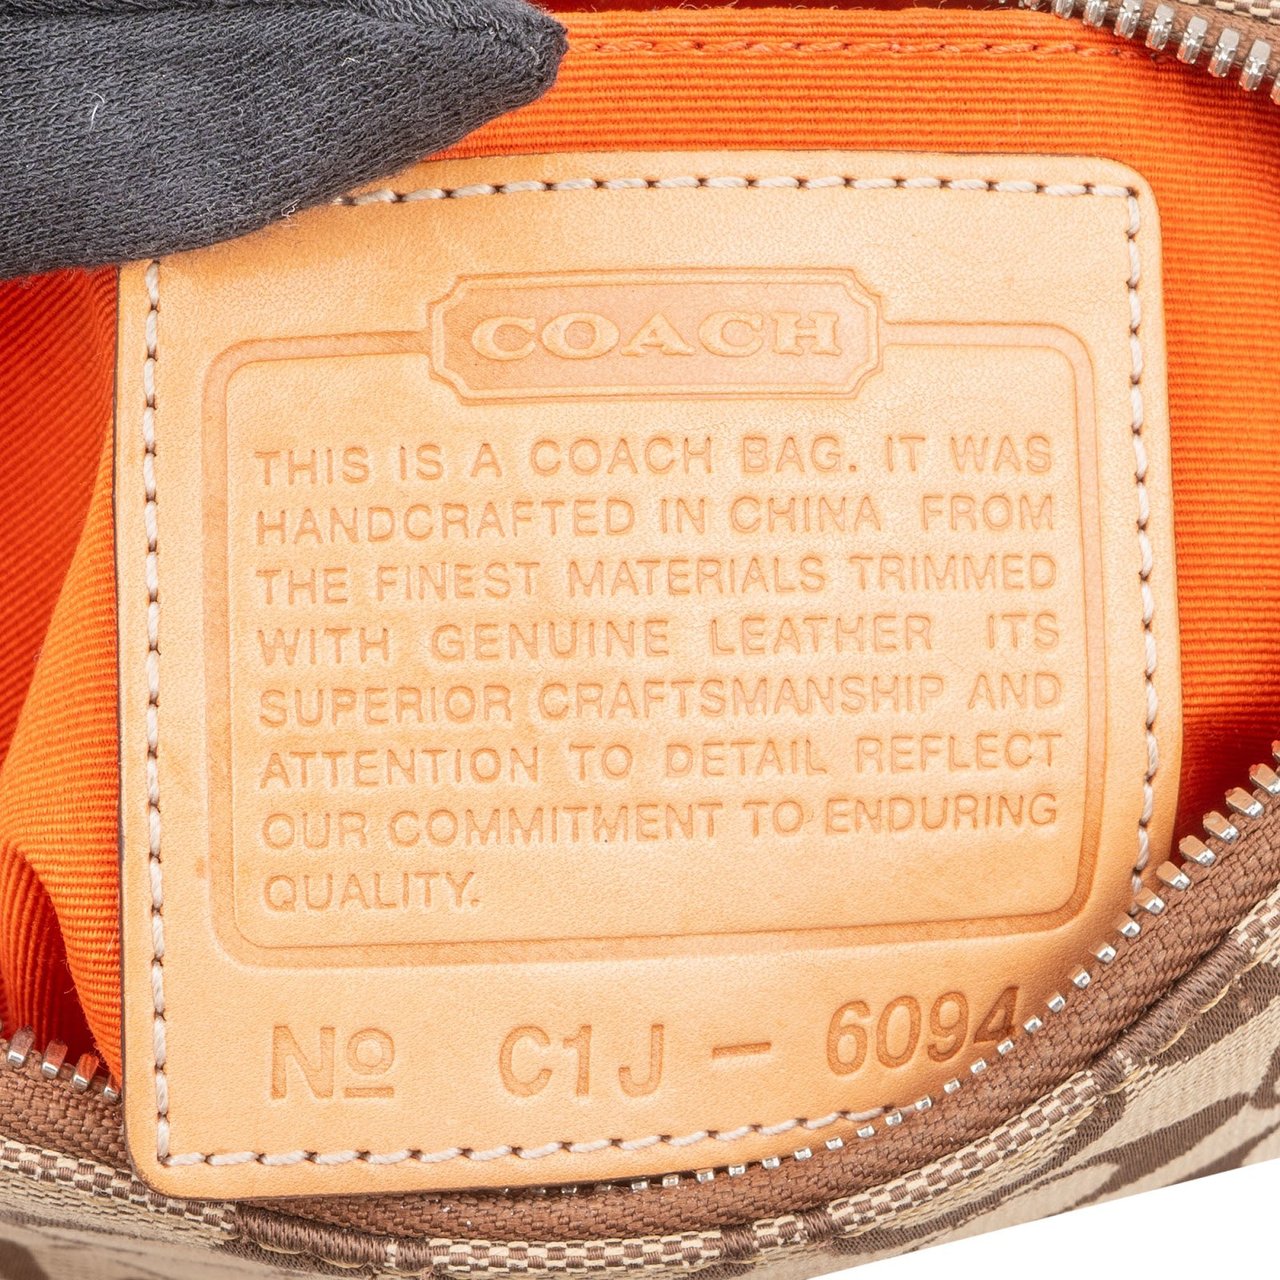 COACH
THIS IS A COACH BAG. IT WAS
HANDCRAFTED IN CHINA FROM
THE FINEST MATERIALS TRIMMED
WITH GENUINE LEATHER ITS
SUPERIOR CRAFTSMANSHIP AND
ATTENTION TO DETAIL REFLECT
OUR COMMITMENT TO ENDURING
QUALITY.
Nº C1J - 6094